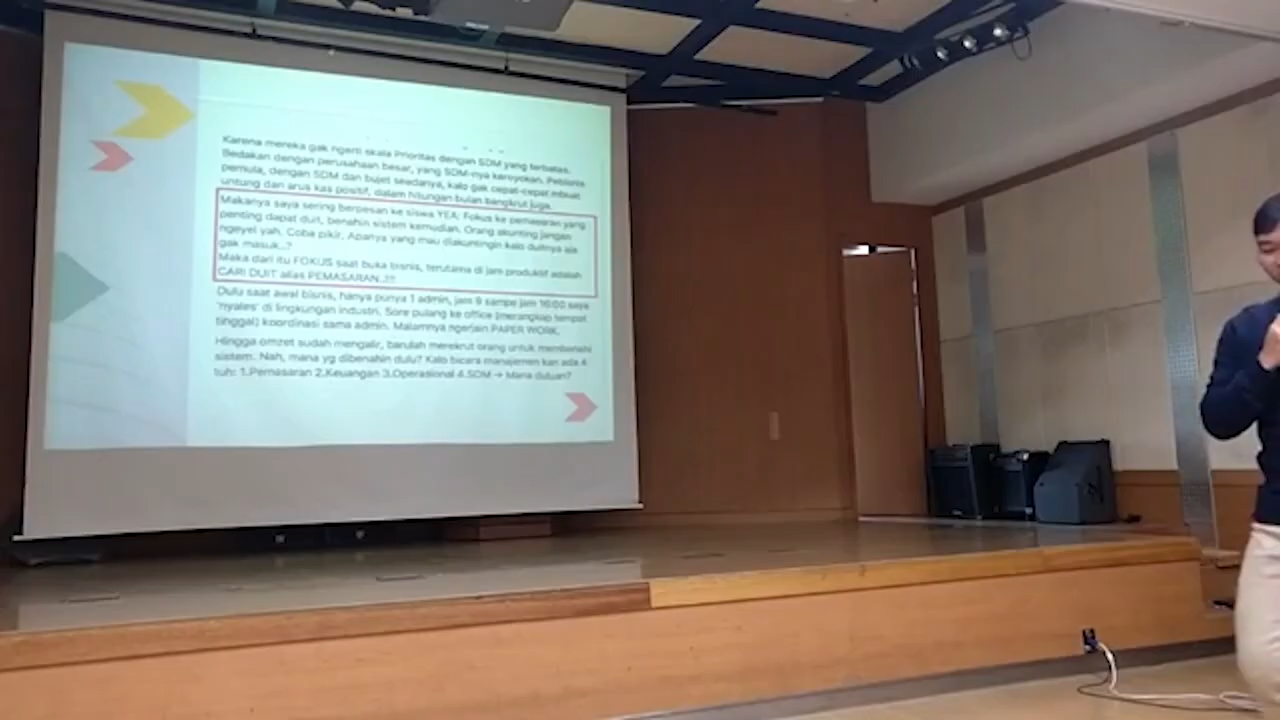 Karena mereka gak ngerti skala Prioritas dengan SDM yang terbatas.
Bedakan dengan perusahaan besar, yang SDM-nya keroyokan. Pebisnis
pemula, dengan SDM dan bujet seadanya, kalo gak cepat-cepat mbuat
untung dan arus kas positif, dalam hitungan bulan bangkrut juga.
Makanya saya sering berpesan ke siswa YEA: Fokus ke pemasaran yang
penting dapat duit, benahin sistem kemudian. Orang akunting jangan
ngeyel yah. Coba pikir, Apanya yang mau diakuntingin kalo duitnya aja
gak masuk..?
Maka dari itu FOKUS saat buka bisnis, terutama di jam produktif adalah
CARI DUIT alias PEMASARAN..!!!
Dulu saat awal bisnis, hanya punya 1 admin, jam 9 sampe jam 16:00 saya
'nyales' di lingkungan industri. Sore pulang ke office (merangkap tempat
tinggal) koordinasi sama admin. Malamnya ngerjain PAPER WORK.
Hingga omzet sudah mengalir, barulah merekrut orang untuk membenahi
sistem. Nah, mana yg dibenahin dulu? Kalo bicara manajemen kan ada 4
tuh: 1.Pemasaran 2.Keuangan 3.Operasional 4.SDM → Mana duluan?